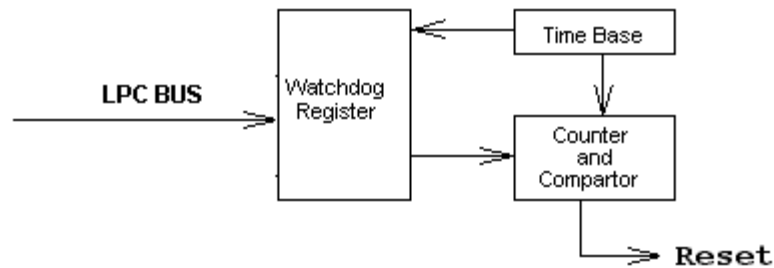 Time Base
LPC BUS
Watchdog
Register
Counter
and
Compartor
Reset